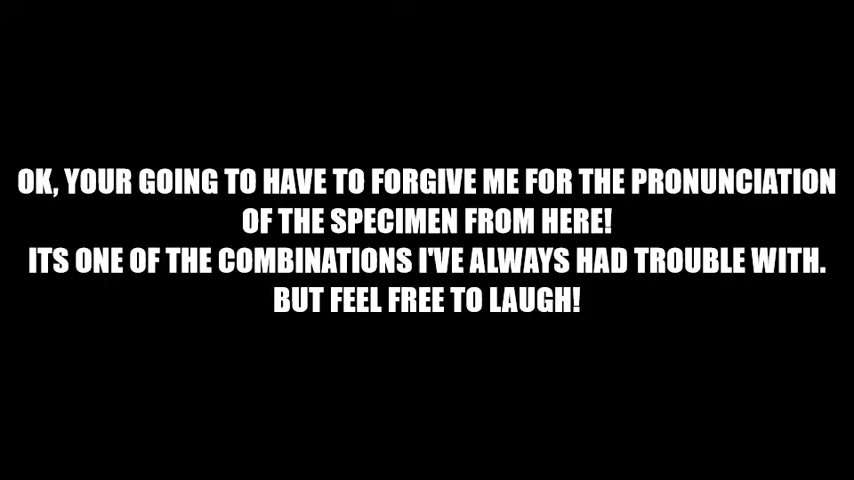 OK, YOUR GOING TO HAVE TO FORGIVE ME FOR THE PRONUNCIATION
OF THE SPECIMEN FROM HERE!
ITS ONE OF THE COMBINATIONS I'VE ALWAYS HAD TROUBLE WITH.
BUT FEEL FREE TO LAUGH!